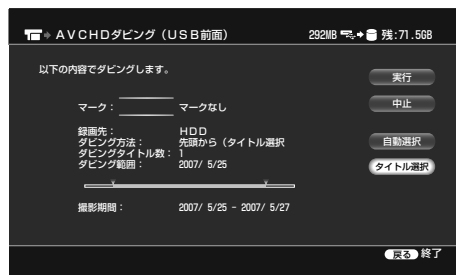 AVCHDダビング（USB前面） 292MB 残:71.5GB
以下の内容でダビングします。
実行
マーク： マークなし
中止
録画先： HDD
ダビング方法： 先頭から（タイトル選択
自動選択
ダビングタイトル数： 1
ダビング範囲： 2007/ 5/25
タイトル選択
撮影期間： 2007/ 5/25 - 2007/ 5/27
戻る 終了